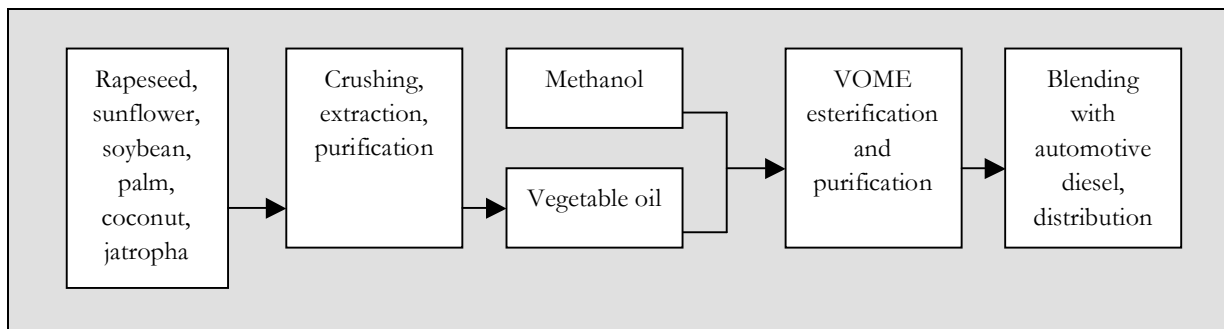 Rapeseed,
sunflower,
soybean,
palm,
coconut,
jatropha
Crushing,
extraction,
purification
Methanol
Vegetable oil
VOME
esterification
and
purification
Blending
with
automotive
diesel,
distribution